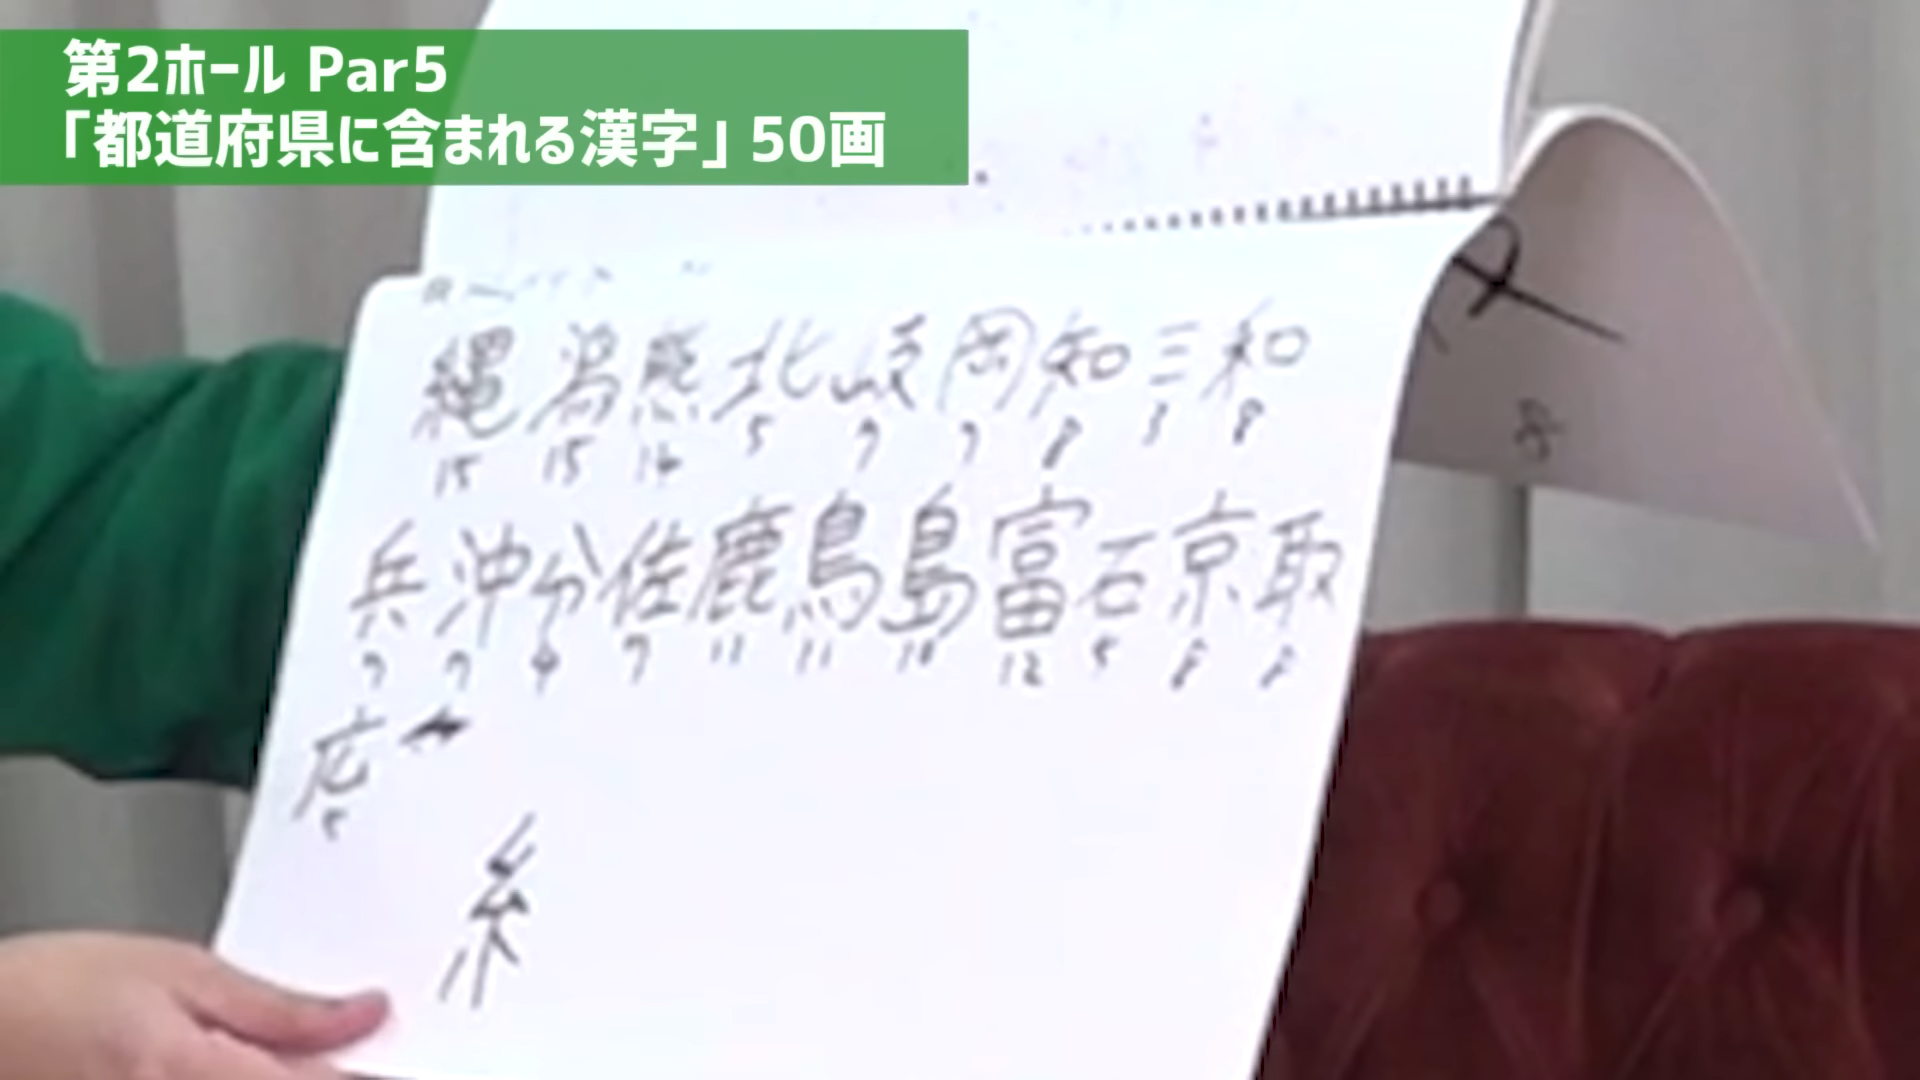 第2ホール Par5
「都道府県に含まれる漢字」 50画
縄 潟 熊 北 岐 岡 知 三 和
15 15 14 5 7 7 8 3 8
兵 沖 分 佐 鹿 鳥 島 富 石 京 取
7 7 4 7 11 11 10 12 5 8 8
広
5
糸